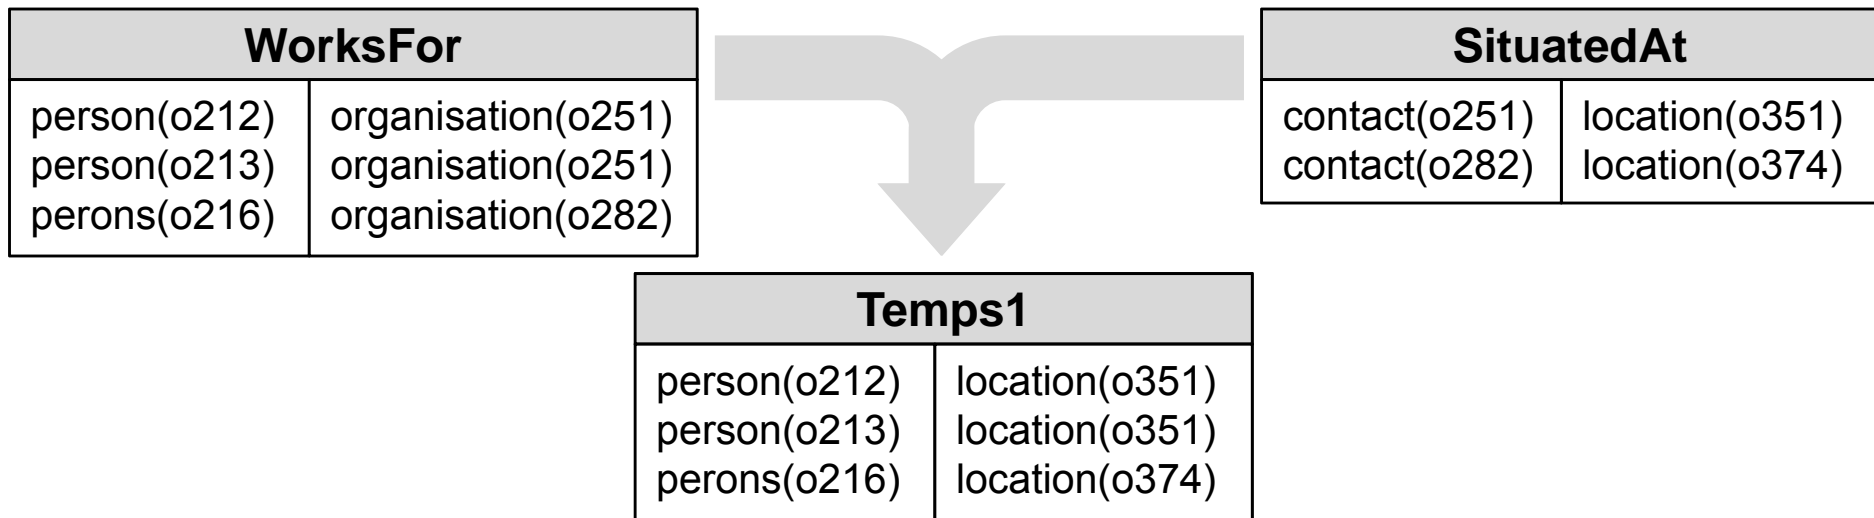 WorksFor
person(o212) organisation(o251)
person(o213) organisation(o251)
perons(o216) organisation(o282)
SituatedAt
contact(o251) location(o351)
contact(o282) location(o374)
Temps1
person(o212) location(o351)
person(o213) location(o351)
perons(o216) location(o374)